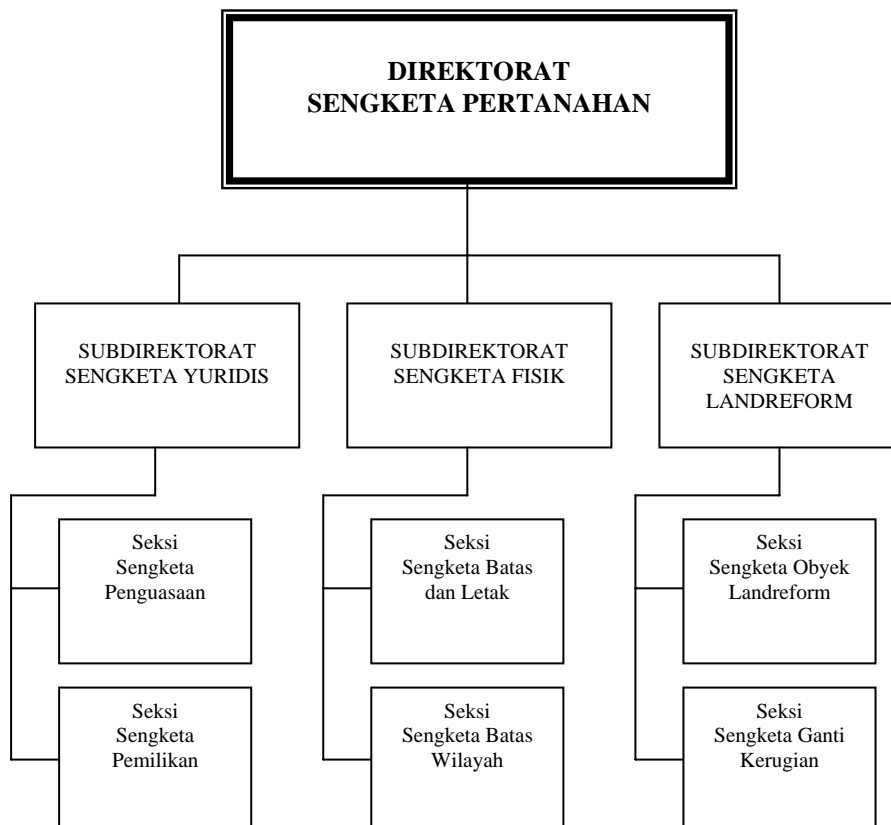 DIREKTORAT
SENGKETA PERTANAHAN
SUBDIREKTORAT
SENGKETA YURIDIS
SUBDIREKTORAT
SENGKETA FISIK
SUBDIREKTORAT
SENGKETA
LANDREFORM
Seksi
Sengketa
Penguasaan
Seksi
Sengketa Batas
dan Letak
Seksi
Sengketa Obyek
Landreform
Seksi
Sengketa
Pemilikan
Seksi
Sengketa Batas
Wilayah
Seksi
Sengketa Ganti
Kerugian